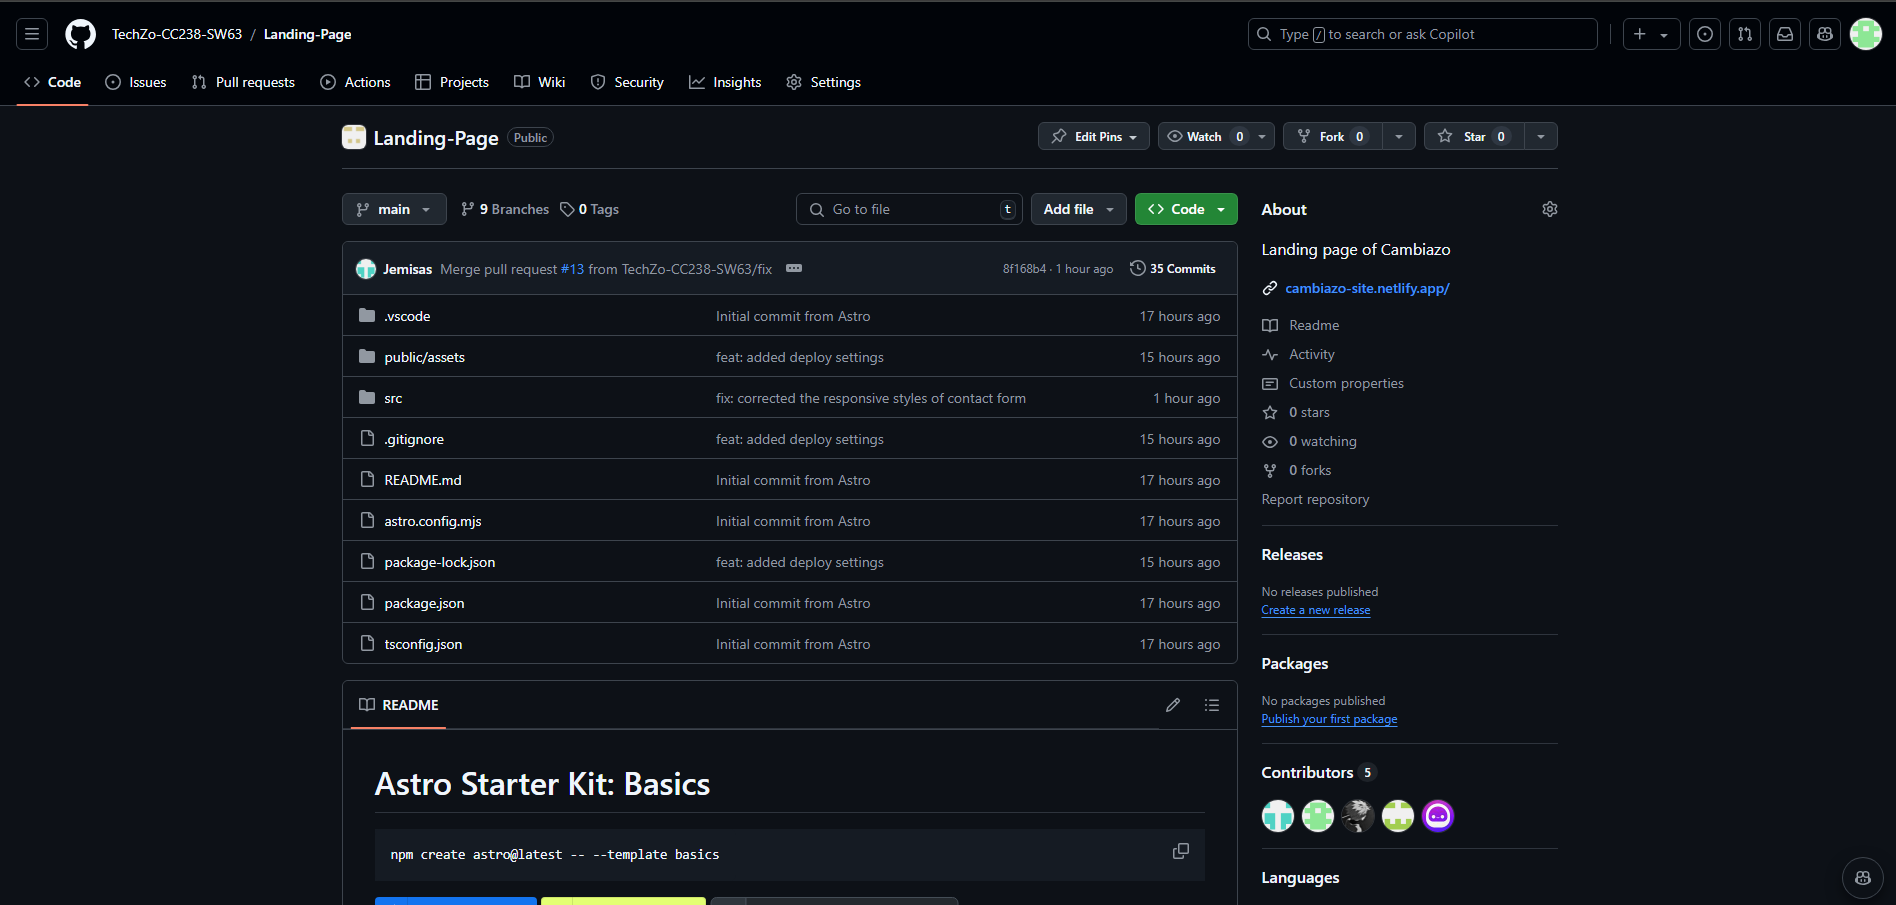 TechZo-CC238-SW63 / Landing-Page
Type / to search or ask Copilot
Code Issues Pull requests Actions Projects Wiki Security Insights Settings
Landing-Page Public
Edit Pins Watch 0 Fork 0 Star 0
main 9 Branches 0 Tags
Go to file t Add file Code
Jemisas Merge pull request #13 from TechZo-CC238-SW63/fix 8f168b4 · 1 hour ago 35 Commits
.vscode Initial commit from Astro 17 hours ago
public/assets feat: added deploy settings 15 hours ago
src fix: corrected the responsive styles of contact form 1 hour ago
.gitignore feat: added deploy settings 15 hours ago
README.md Initial commit from Astro 17 hours ago
astro.config.mjs Initial commit from Astro 17 hours ago
package-lock.json feat: added deploy settings 15 hours ago
package.json Initial commit from Astro 17 hours ago
tsconfig.json Initial commit from Astro 17 hours ago
README
Astro Starter Kit: Basics
npm create astro@latest -- --template basics
About
Landing page of Cambiazo
cambiazo-site.netlify.app/
Readme
Activity
Custom properties
0 stars
0 watching
0 forks
Report repository
Releases
No releases published
Create a new release
Packages
No packages published
Publish your first package
Contributors 5
Languages